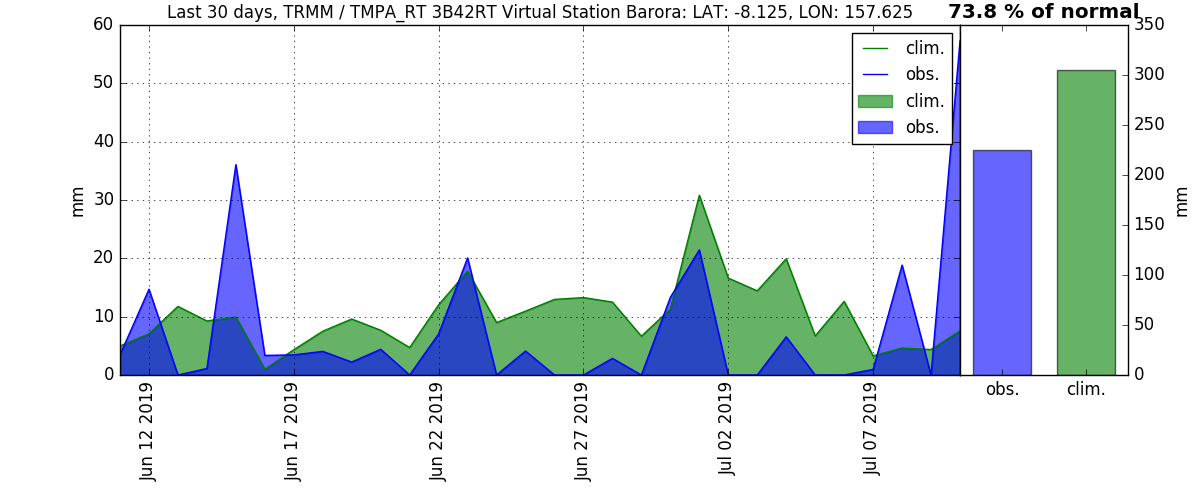 Last 30 days, TRMM / TMPA_RT 3B42RT Virtual Station Barora: LAT: -8.125, LON: 157.625
73.8 % of normal
60
50
40
30
20
10
0
mm
clim.
obs.
clim.
obs.
350
300
250
200
150
100
50
0
mm
Jun 12 2019
Jun 17 2019
Jun 22 2019
Jun 27 2019
Jul 02 2019
Jul 07 2019
obs.
clim.